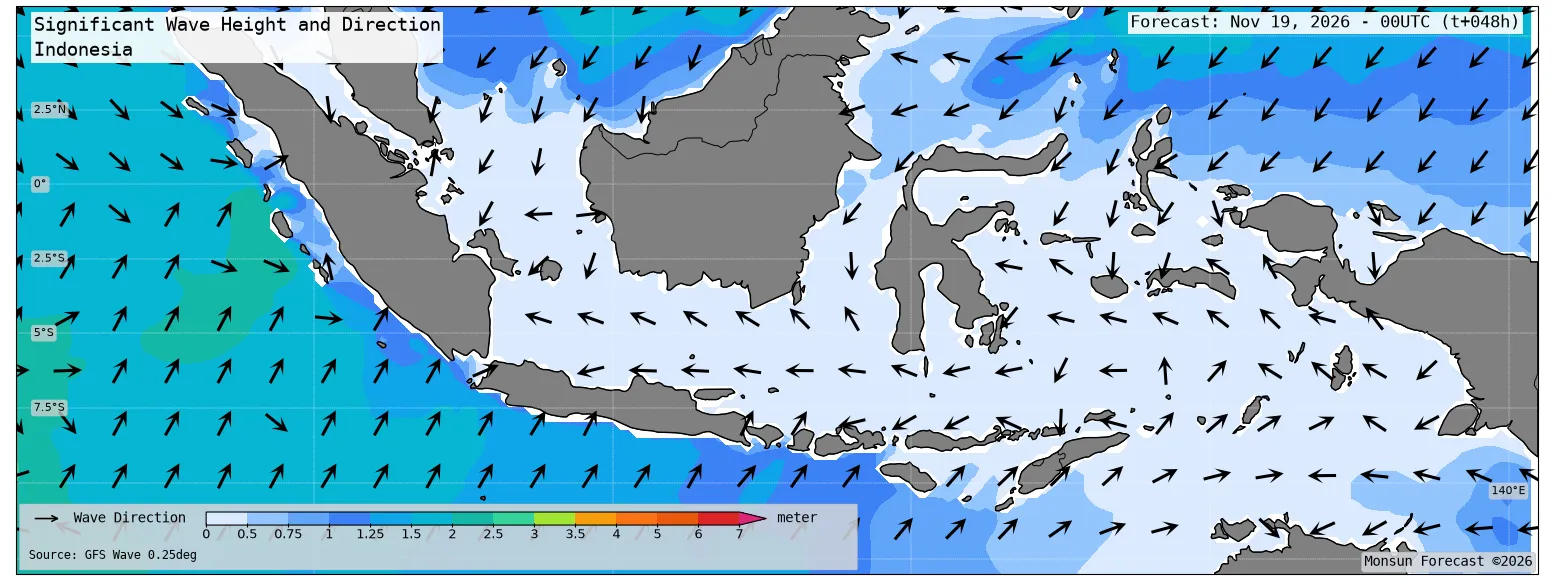 Significant Wave Height and Direction
Indonesia
Forecast: Nov 19, 2026 - 00UTC (t+048h)
2.5°N
0°
2.5°S
5°S
7.5°S
140°E
Wave Direction
0 0.5 0.75 1 1.25 1.5 2 2.5 3 3.5 4 5 6 7
meter
Source: GFS Wave 0.25deg
Monsun Forecast ©2026